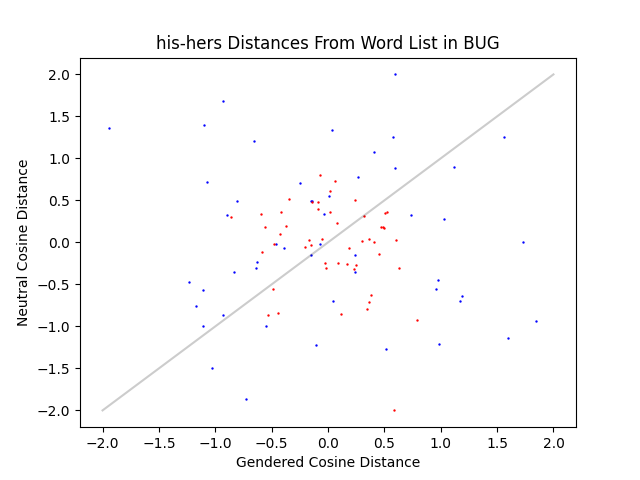 his-hers Distances From Word List in BUG
2.0
1.5
1.0
0.5
0.0
−0.5
−1.0
−1.5
−2.0
Neutral Cosine Distance
−2.0 −1.5 −1.0 −0.5 0.0 0.5 1.0 1.5 2.0
Gendered Cosine Distance